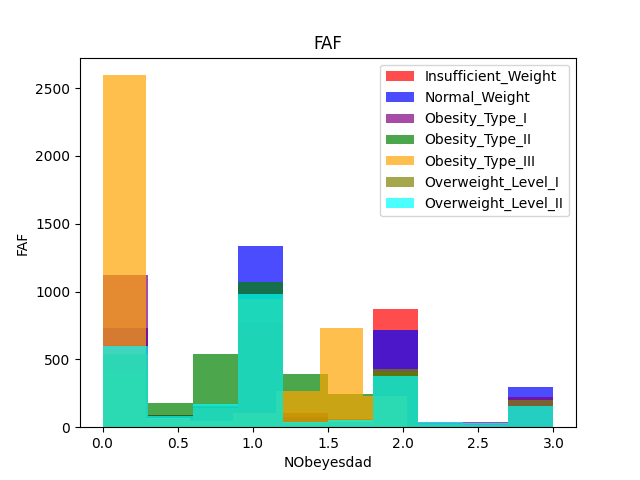 FAF
Insufficient_Weight
Normal_Weight
Obesity_Type_I
Obesity_Type_II
Obesity_Type_III
Overweight_Level_I
Overweight_Level_II
FAF
2500
2000
1500
1000
500
0
0.0 0.5 1.0 1.5 2.0 2.5 3.0
NObeyesdad